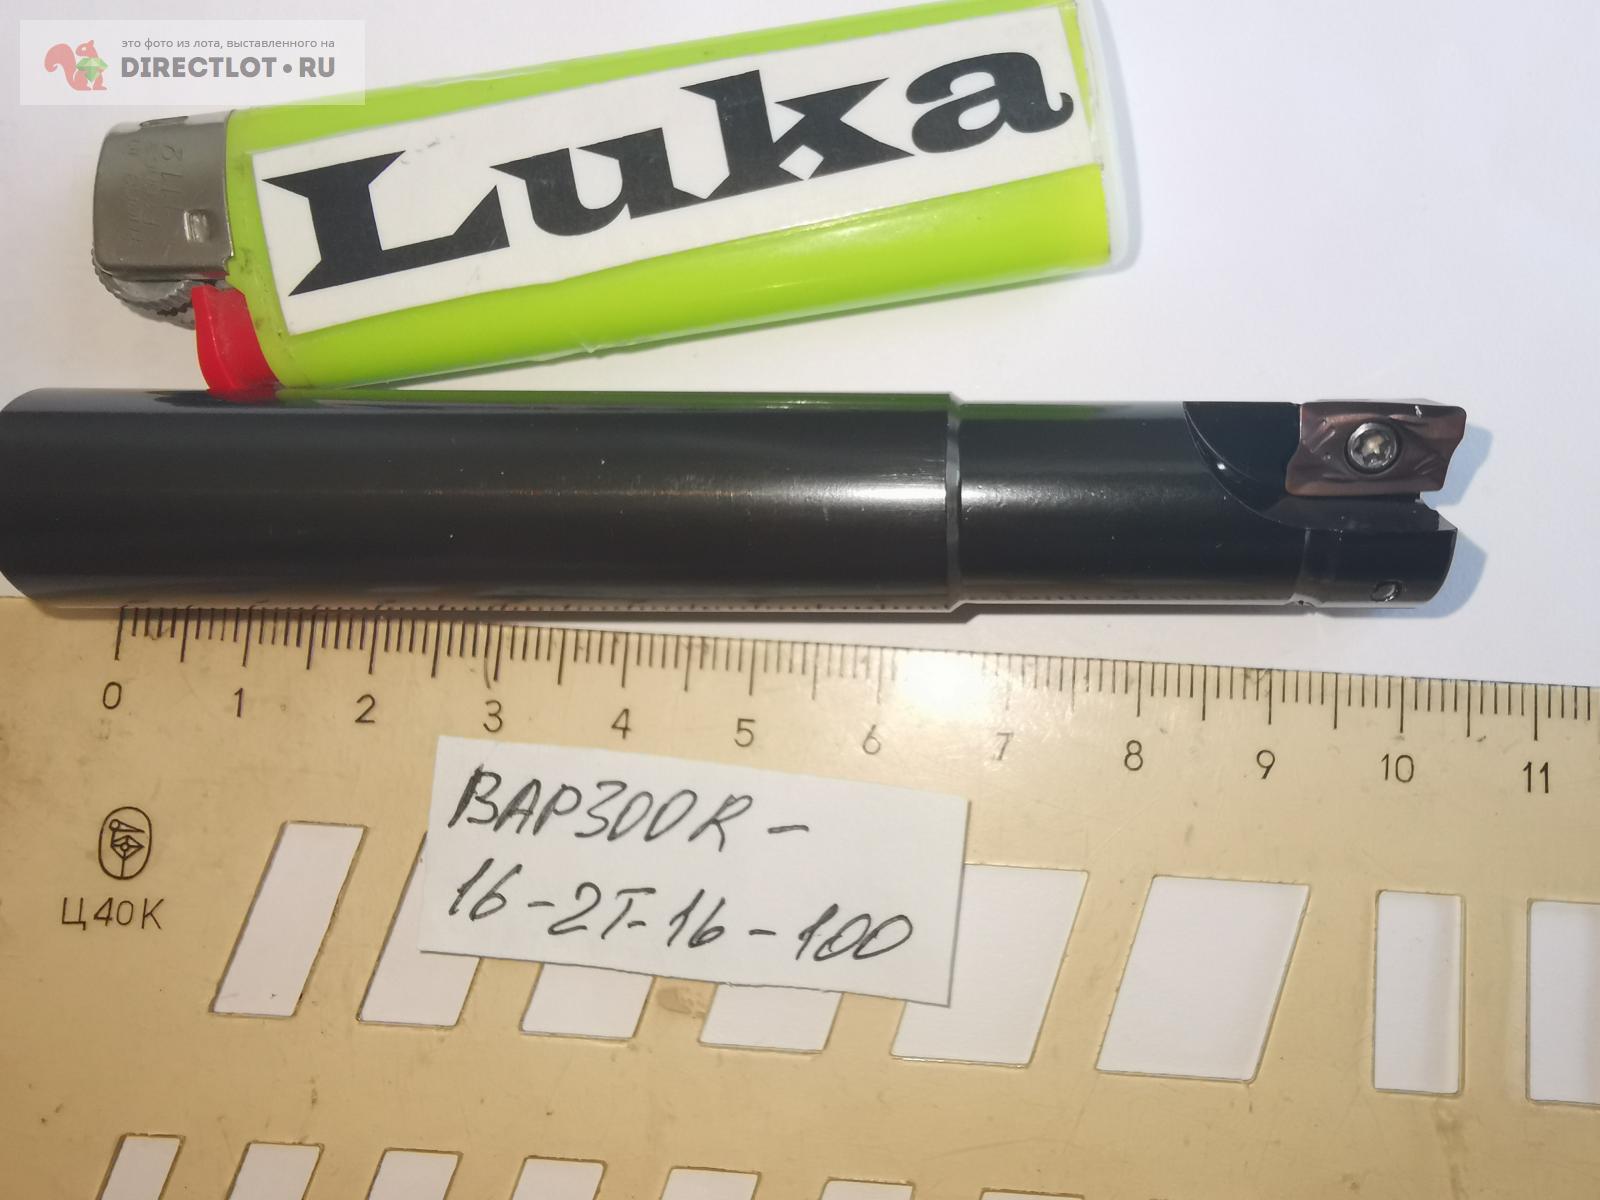 это фото из лота, выставленного на
DIRECTLOT•RU
Luka
112
0 1 2 3 4 5 6 7 8 9 10 11
BAP300R-
16-2T-16-100
Ц40К